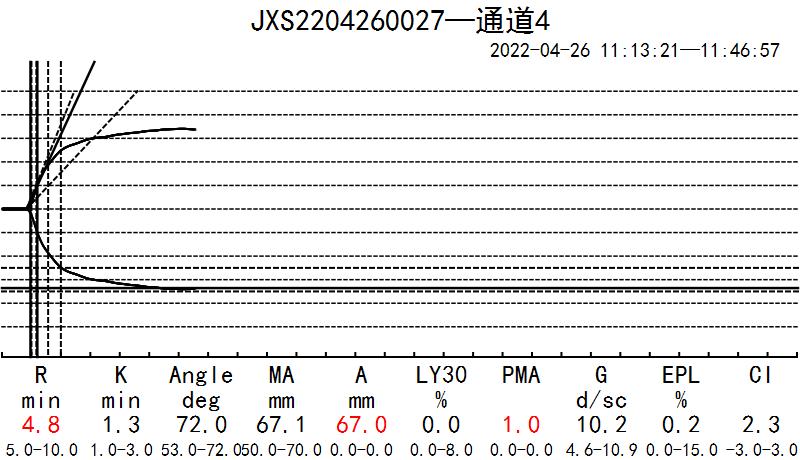 JXS2204260027—通道4
2022-04-26 11:13:21—11:46:57
R K Angle MA A LY30 PMA G EPL CI
min min deg mm mm % d/sc %
4.8 1.3 72.0 67.1 67.0 0.0 1.0 10.2 0.2 2.3
5.0-10.0 1.0-3.0 53.0-72.0 50.0-70.0 0.0-0.0 0.0-8.0 0.0-0.0 4.6-10.9 0.0-15.0 -3.0-3.0